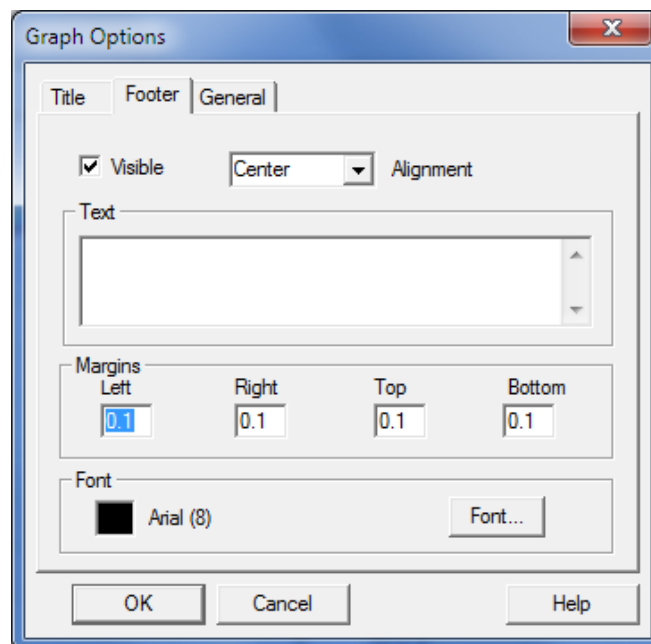 Graph Options
Title Footer General
Visible Center Alignment
Text
Margins
Left Right Top Bottom
0.1 0.1 0.1 0.1
Font
Arial (8) Font...
OK Cancel Help